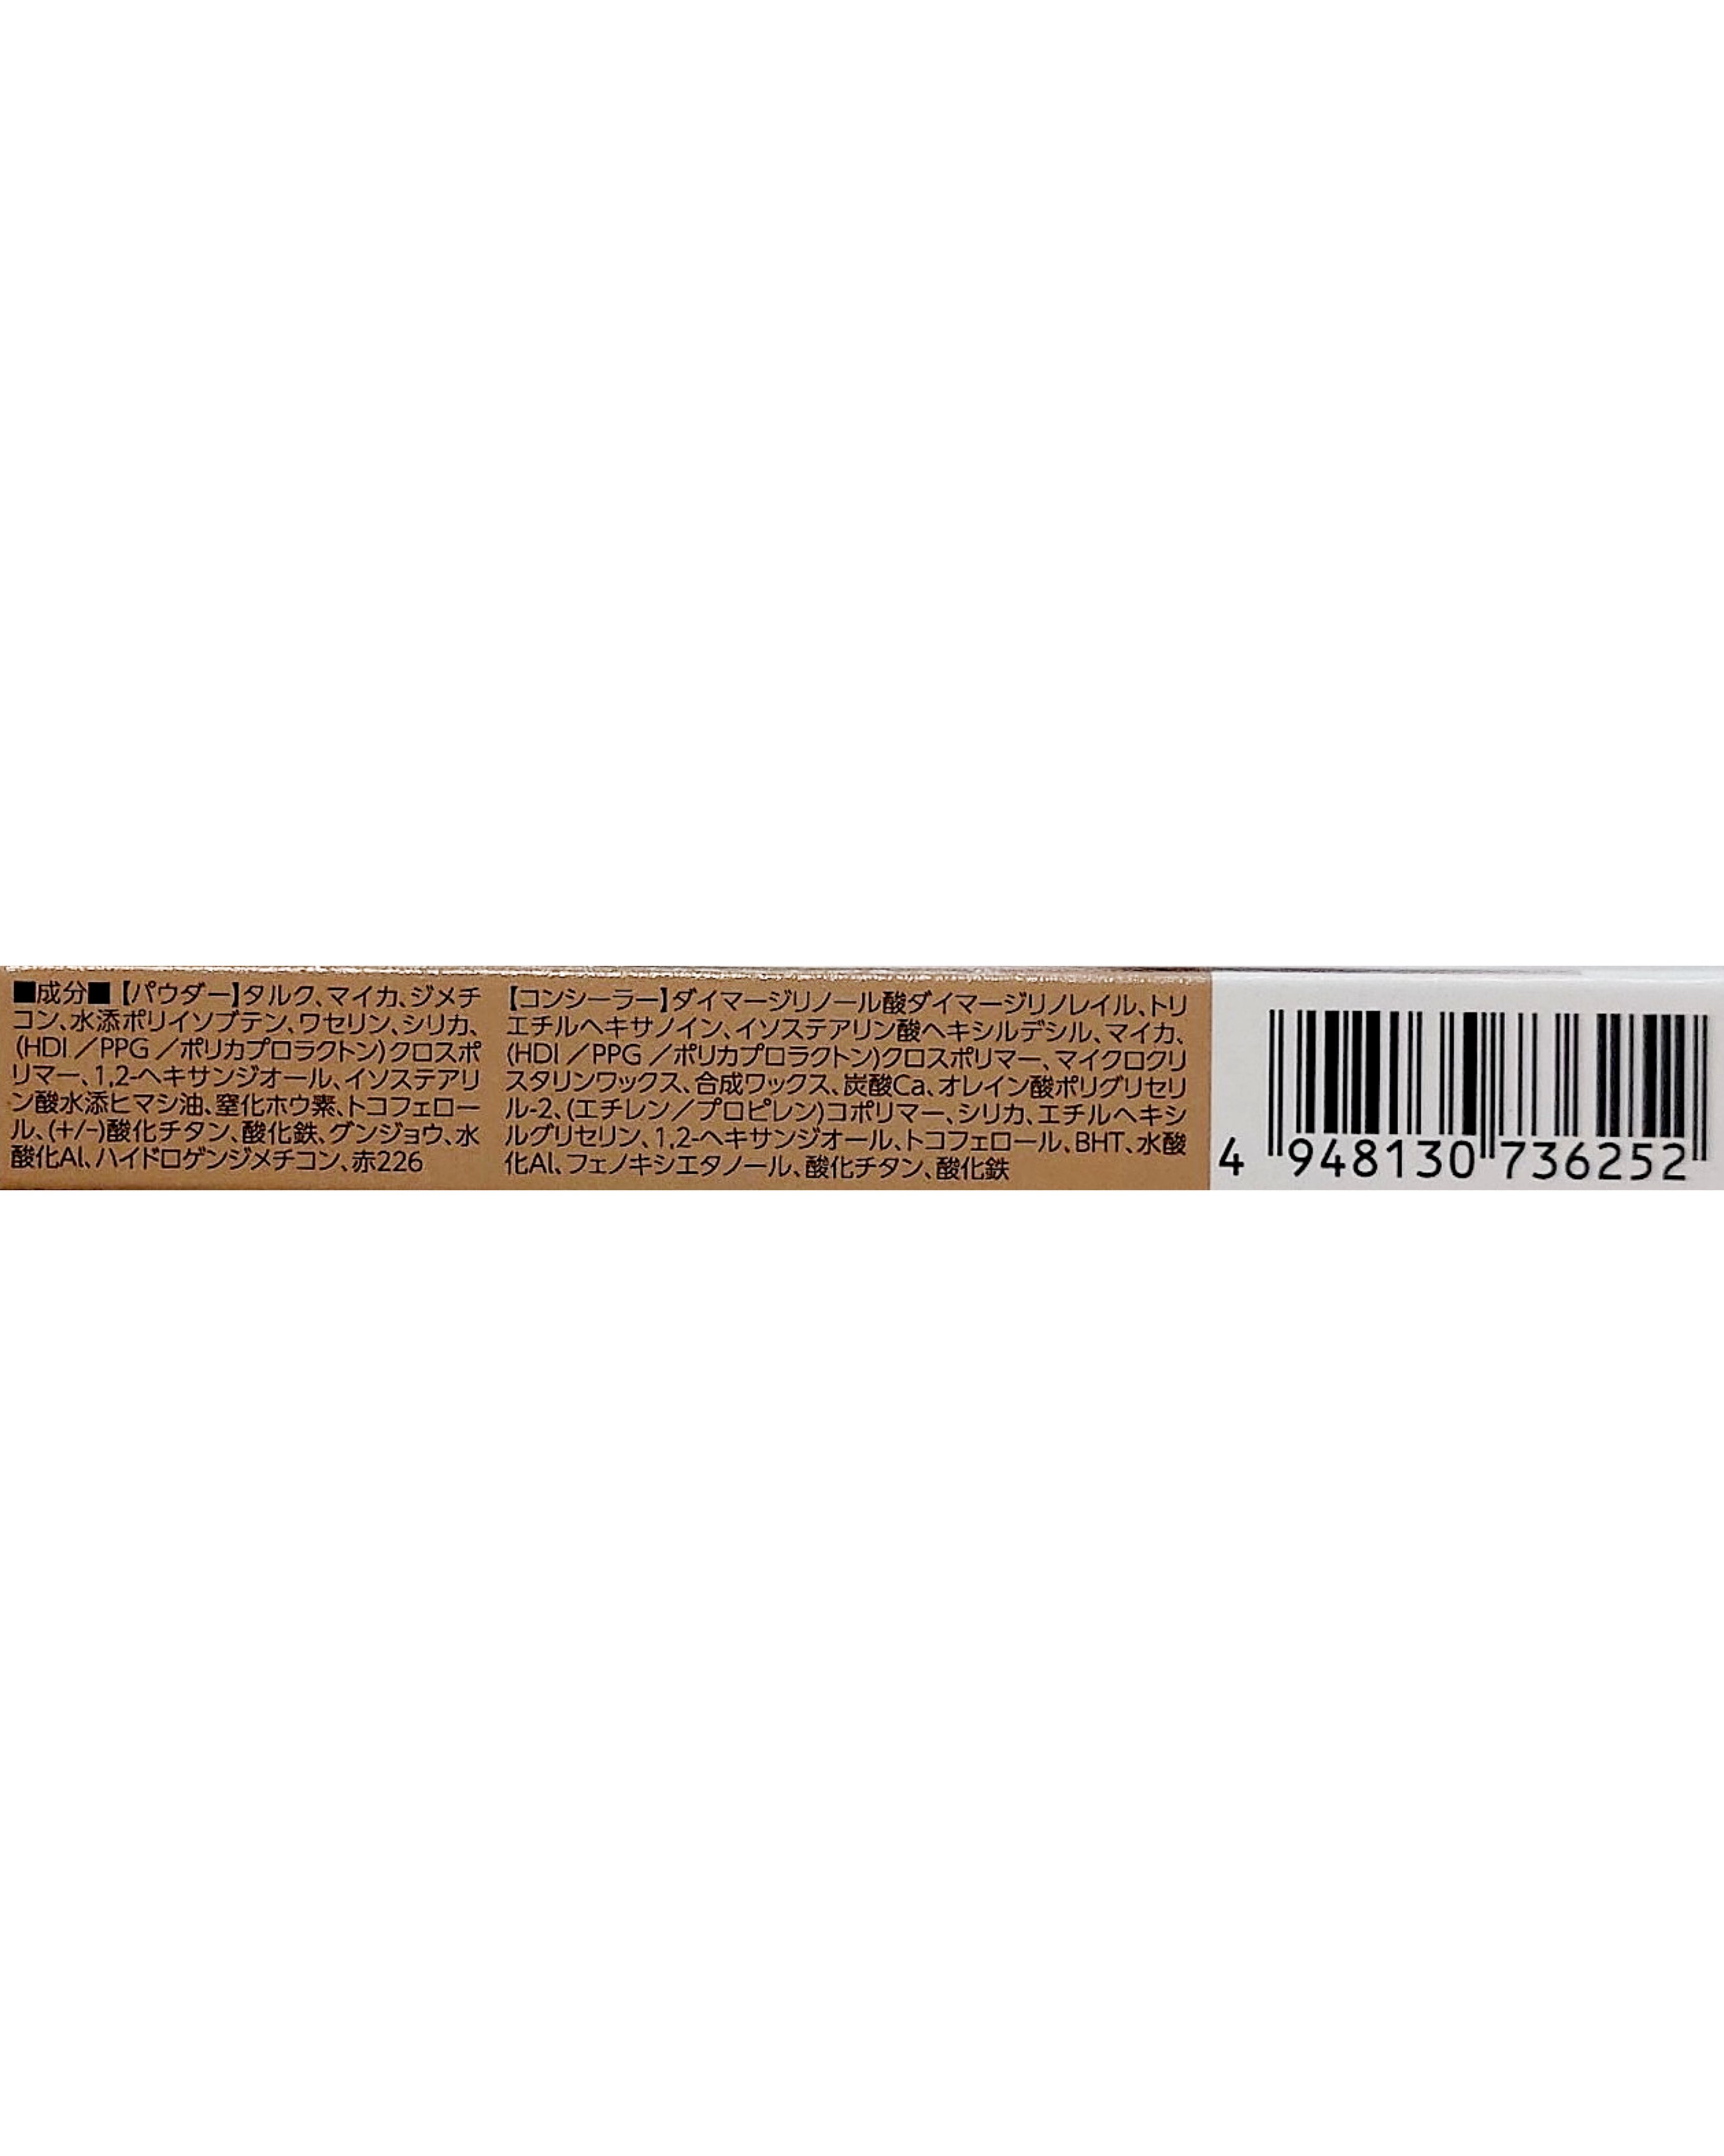 ■成分■【パウダー】タルク、マイカ、ジメチ
コン、水添ポリイソブテン、ワセリン、シリカ、
(HDI／PPG／ポリカプロラクトン)クロスポ
リマー、1,2-ヘキサンジオール、イソステアリ
ン酸水添ヒマシ油、窒化ホウ素、トコフェロー
ル、(+/-)酸化チタン、酸化鉄、グンジョウ、水
酸化Al、ハイドロゲンジメチコン、赤226
【コンシーラー】ダイマージリノール酸ダイマージリノレイル、トリ
エチルヘキサノイン、イソステアリン酸ヘキシルデシル、マイカ、
(HDI／PPG／ポリカプロラクトン)クロスポリマー、マイクロクリ
スタリンワックス、合成ワックス、炭酸Ca、オレイン酸ポリグリセリ
ル-2、(エチレン／プロピレン)コポリマー、シリカ、エチルヘキシ
ルグリセリン、1,2-ヘキサンジオール、トコフェロール、BHT、水酸
化Al、フェノキシエタノール、酸化チタン、酸化鉄
4 948130 736252